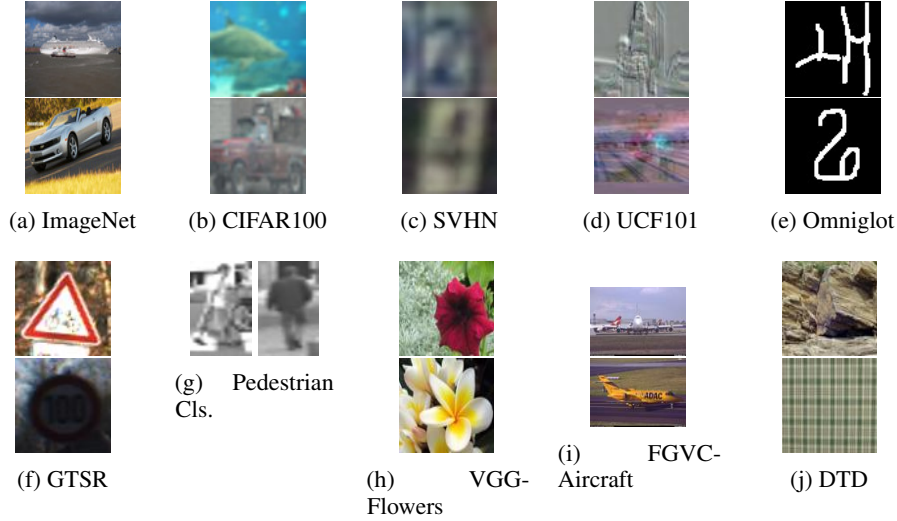 (a) ImageNet
(b) CIFAR100
(c) SVHN
(d) UCF101
(e) Omniglot
100
ADAC
(f) GTSR
(g) Pedestrian
Cls.
(h) VGG-
Flowers
(i) FGVC-
Aircraft
(j) DTD